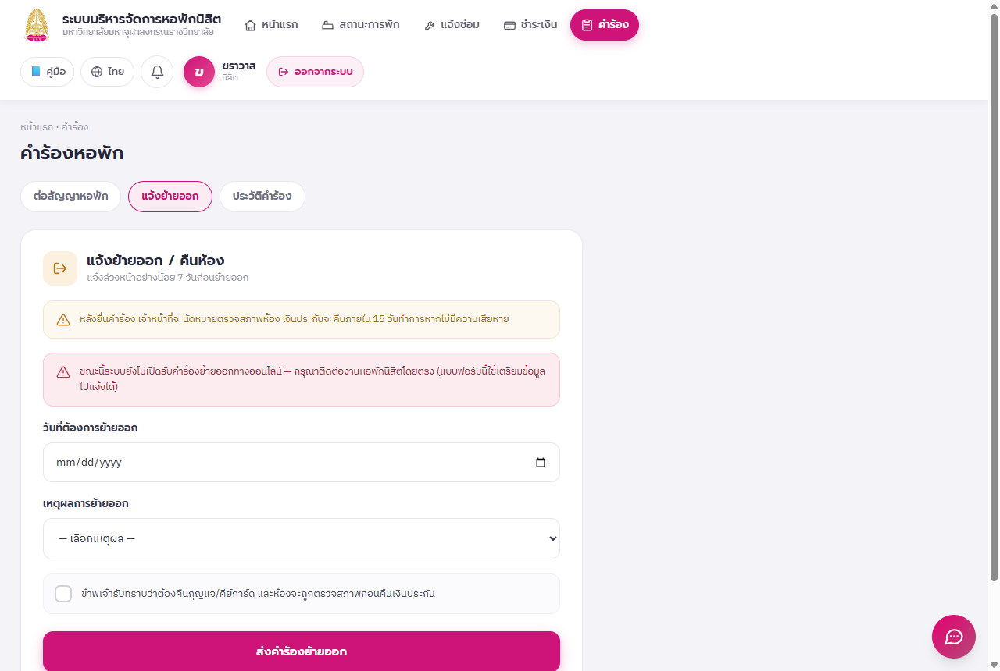 ระบบบริหารจัดการหอพักนิสิต
มหาวิทยาลัยมหาจุฬาลงกรณราชวิทยาลัย
หน้าแรก
สถานะการพัก
แจ้งซ่อม
ชำระเงิน
คำร้อง
คู่มือ
ไทย
ฆ
ฆราวาส
นิสิต
ออกจากระบบ
หน้าแรก · คำร้อง
คำร้องหอพัก
ต่อสัญญาหอพัก
แจ้งย้ายออก
ประวัติคำร้อง
แจ้งย้ายออก / คืนห้อง
แจ้งล่วงหน้าอย่างน้อย 7 วันก่อนย้ายออก
หลังยื่นคำร้อง เจ้าหน้าที่จะนัดหมายตรวจสภาพห้อง เงินประกันจะคืนภายใน 15 วันทำการหากไม่มีความเสียหาย
ขณะนี้ระบบยังไม่เปิดรับคำร้องย้ายออกทางออนไลน์ — กรุณาติดต่องานหอพักนิสิตโดยตรง (แบบฟอร์มนี้ใช้เตรียมข้อมูล
ไปแจ้งได้)
วันที่ต้องการย้ายออก
mm/dd/yyyy
เหตุผลการย้ายออก
— เลือกเหตุผล —
ข้าพเจ้ารับทราบว่าต้องคืนกุญแจ/คีย์การ์ด และห้องจะถูกตรวจสภาพก่อนคืนเงินประกัน
ส่งคำร้องย้ายออก